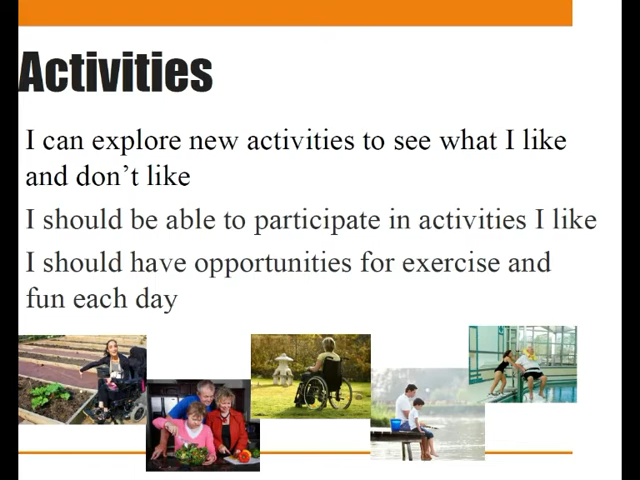 Activities
I can explore new activities to see what I like
and don’t like
I should be able to participate in activities I like
I should have opportunities for exercise and
fun each day